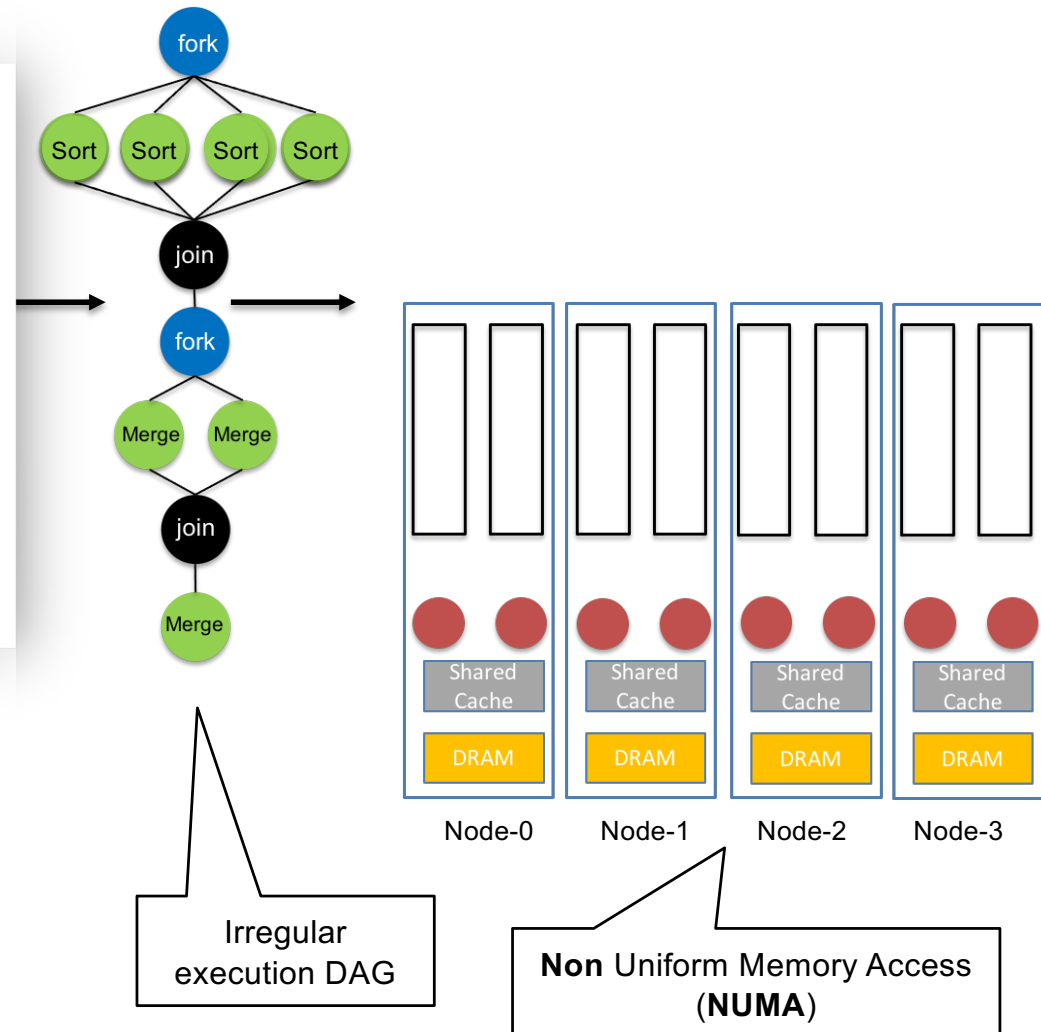 fork
Sort Sort Sort Sort
join
fork
Merge Merge
join
Merge
Shared Cache Shared Cache Shared Cache Shared Cache
DRAM DRAM DRAM DRAM
Node-0 Node-1 Node-2 Node-3
Irregular
execution DAG
Non Uniform Memory Access
(NUMA)